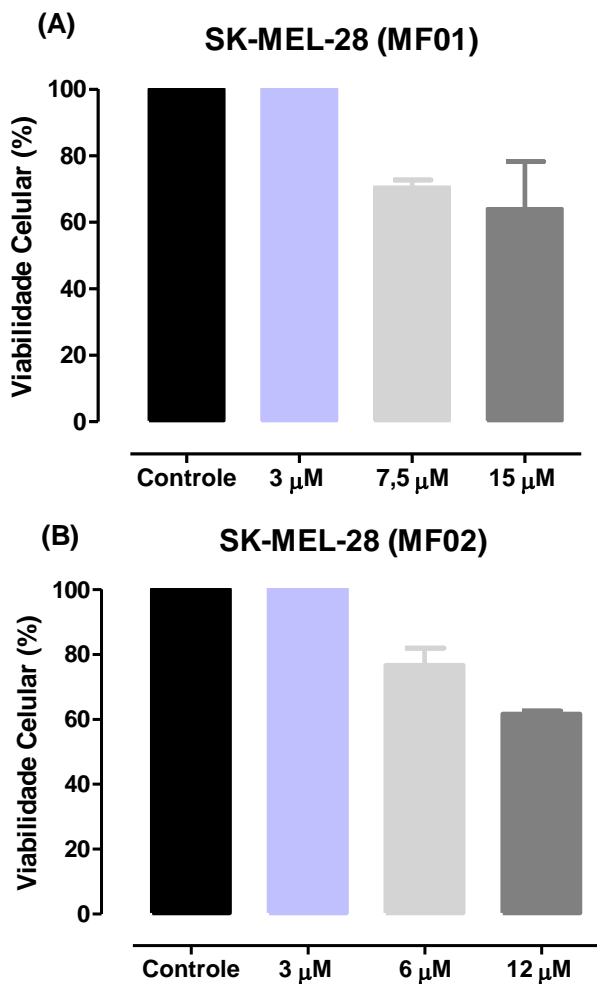 (A)
SK-MEL-28 (MF01)
Viabilidade Celular (%)
100
80
60
40
20
0
Controle 3 μM 7,5 μM 15 μM
(B)
SK-MEL-28 (MF02)
Viabilidade Celular (%)
100
80
60
40
20
0
Controle 3 μM 6 μM 12 μM